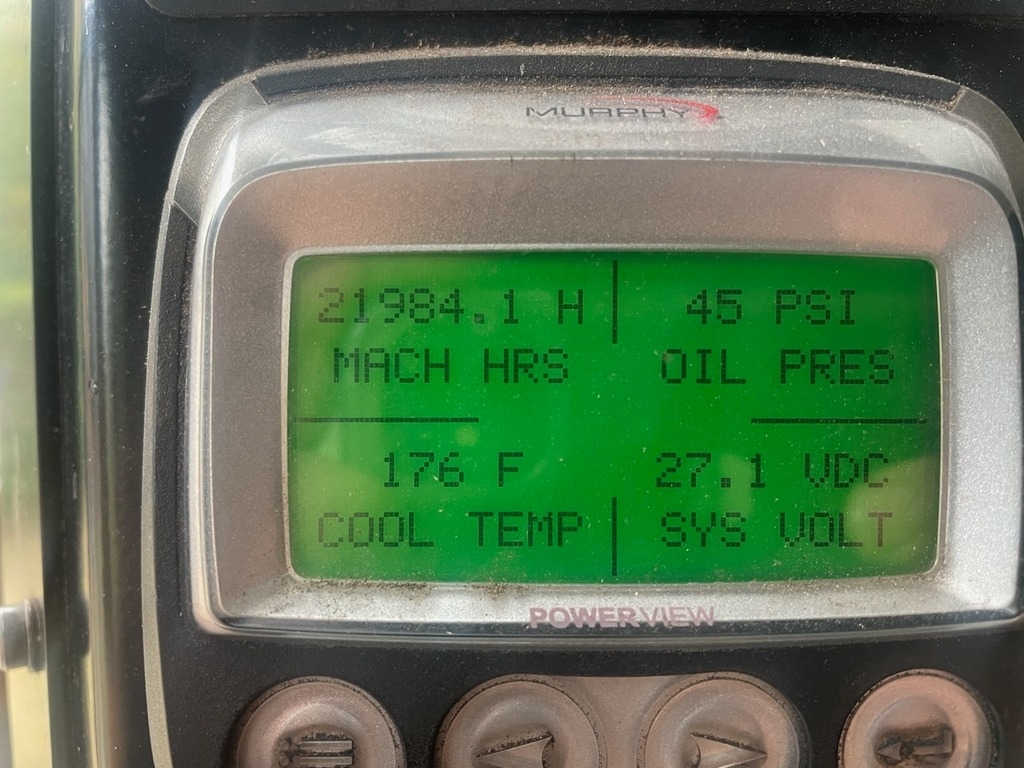 MURPHY
21984.1 H
MACH HRS
45 PSI
OIL PRES
176 F
COOL TEMP
27.1 VDC
SYS VOLT
POWERVIEW